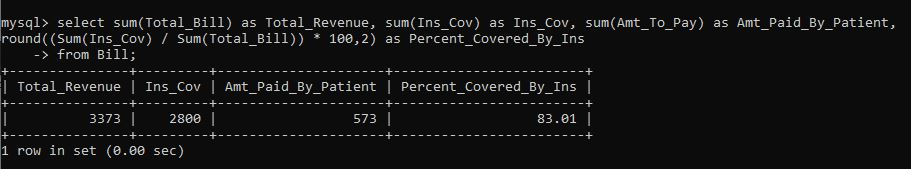 mysql> select sum(Total_Bill) as Total_Revenue, sum(Ins_Cov) as Ins_Cov, sum(Amt_To_Pay) as Amt_Paid_By_Patient,
round((Sum(Ins_Cov) / Sum(Total_Bill)) * 100,2) as Percent_Covered_By_Ins
    -> from Bill;
+---------------+---------+---------------------+------------------------+
| Total_Revenue | Ins_Cov | Amt_Paid_By_Patient | Percent_Covered_By_Ins |
+---------------+---------+---------------------+------------------------+
|          3373 |    2800 |                 573 |                  83.01 |
+---------------+---------+---------------------+------------------------+
1 row in set (0.00 sec)